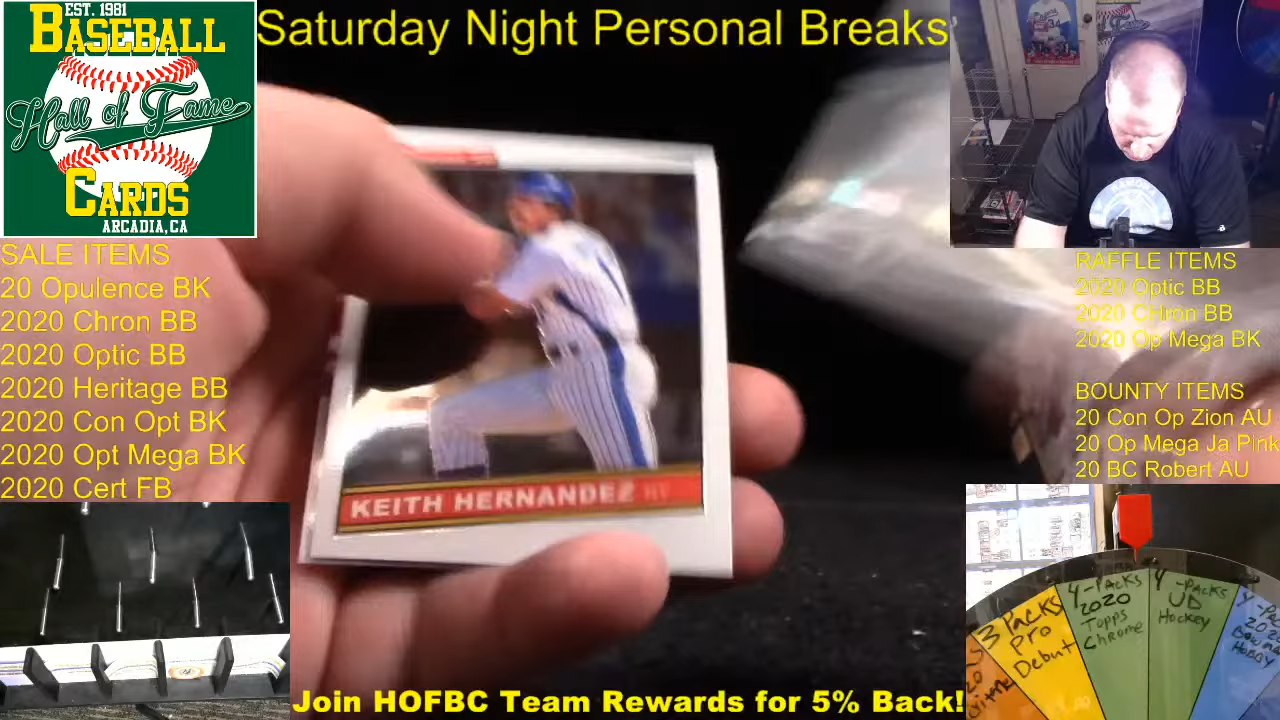 EST. 1981
BASEBALL
Hall of Fame
CARDS
ARCADIA, CA
Saturday Night Personal Breaks
SALE ITEMS
20 Opulence BK
2020 Chron BB
2020 Optic BB
2020 Heritage BB
2020 Con Opt BK
2020 Opt Mega BK
2020 Cert FB
KEITH HERNANDEZ
RAFFLE ITEMS
2020 Optic BB
2020 CHron BB
2020 Op Mega BK
BOUNTY ITEMS
20 Con Op Zion AU
20 Op Mega Ja Pink
20 BC Robert AU
3 PACKS
PRO
Debut
4-PACKS
2020
TOPPS
CHROME
4-PACKS
UD
Hockey
Join HOFBC Team Rewards for 5% Back!